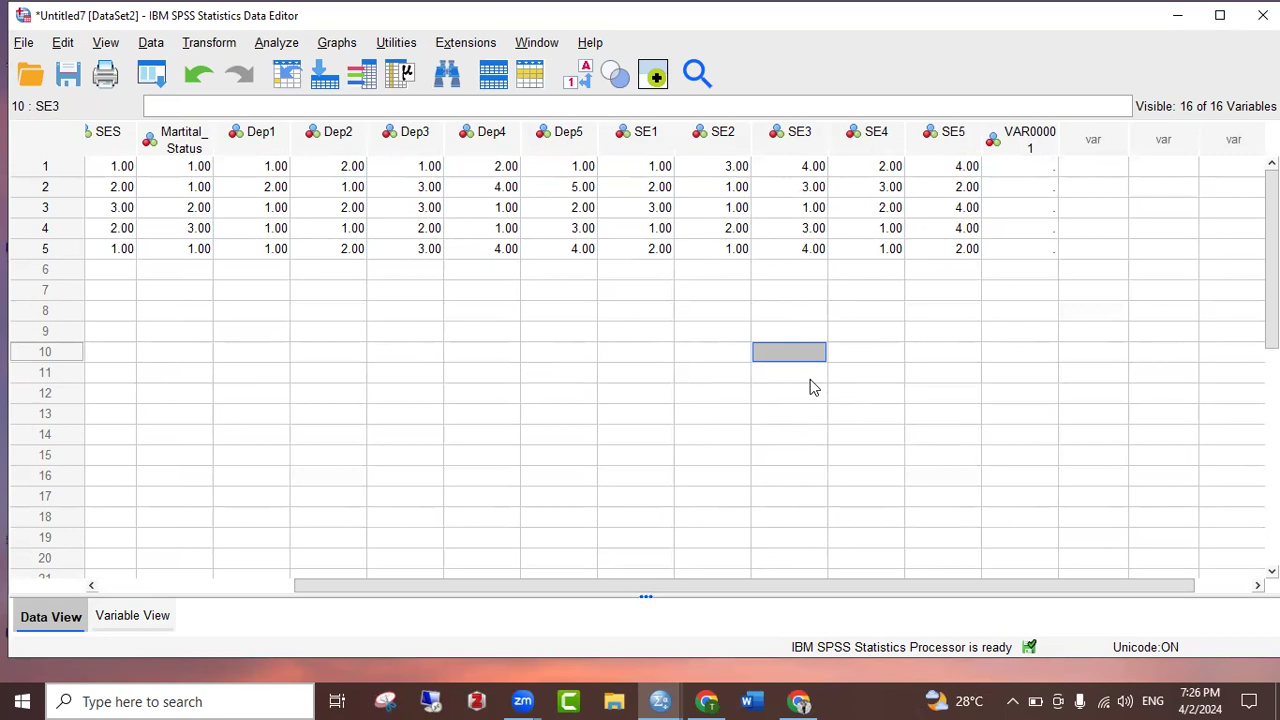 *Untitled7 [DataSet2] - IBM SPSS Statistics Data Editor
File Edit View Data Transform Analyze Graphs Utilities Extensions Window Help
10 : SE3 Visible: 16 of 16 Variables
SES Martital_Status Dep1 Dep2 Dep3 Dep4 Dep5 SE1 SE2 SE3 SE4 SE5 VAR00001 var var var
1 1.00 1.00 1.00 2.00 1.00 2.00 1.00 1.00 3.00 4.00 2.00 4.00 .
2 2.00 1.00 2.00 1.00 3.00 4.00 5.00 2.00 1.00 3.00 3.00 2.00 .
3 3.00 2.00 1.00 2.00 3.00 1.00 2.00 3.00 1.00 1.00 2.00 4.00 .
4 2.00 3.00 1.00 1.00 2.00 1.00 3.00 1.00 2.00 3.00 1.00 4.00 .
5 1.00 1.00 1.00 2.00 3.00 4.00 4.00 2.00 1.00 4.00 1.00 2.00 .
6
7
8
9
10
11
12
13
14
15
16
17
18
19
20
21
Data View Variable View
IBM SPSS Statistics Processor is ready Unicode:ON
Type here to search
zm
28°C
ENG
7:26 PM
4/2/2024